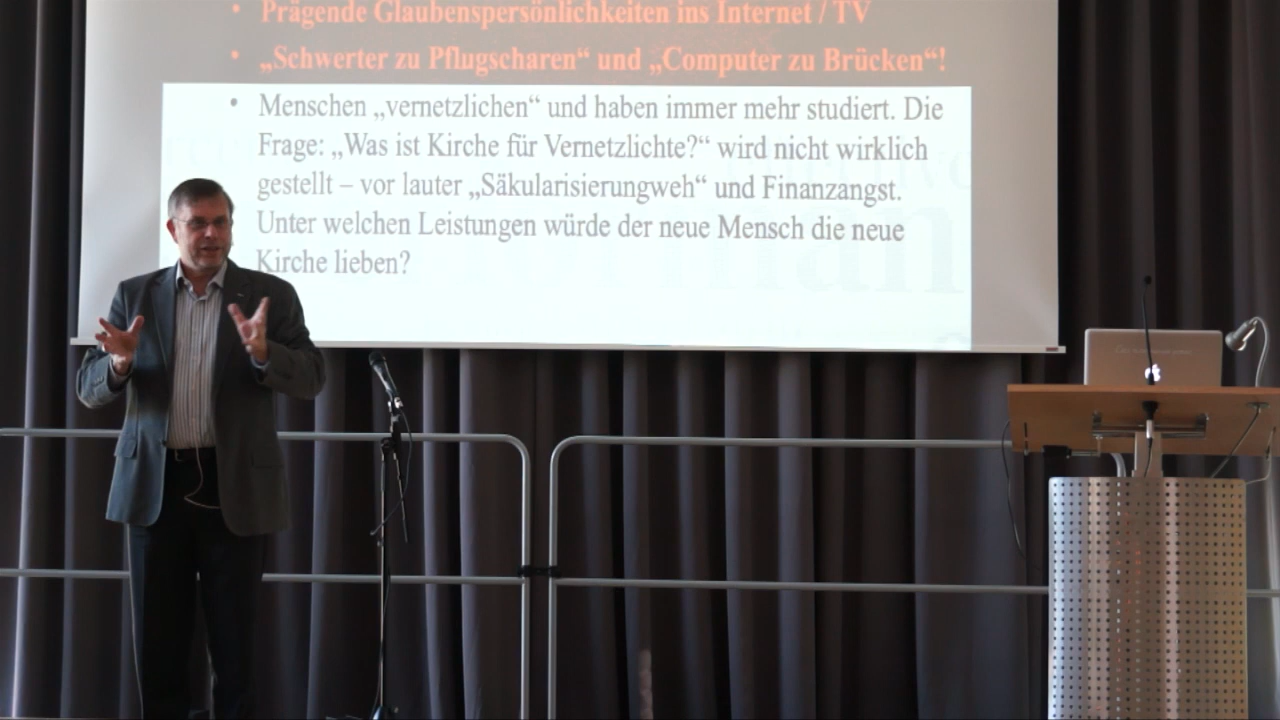 • Prägende Glaubenspersönlichkeiten ins Internet / TV
• „Schwerter zu Pflugscharen“ und „Computer zu Brücken“!
• Menschen „vernetzlichen“ und haben immer mehr studiert. Die
Frage: „Was ist Kirche für Vernetzlichte?“ wird nicht wirklich
gestellt – vor lauter „Säkularisierungweh“ und Finanzangst.
Unter welchen Leistungen würde der neue Mensch die neue
Kirche lieben?